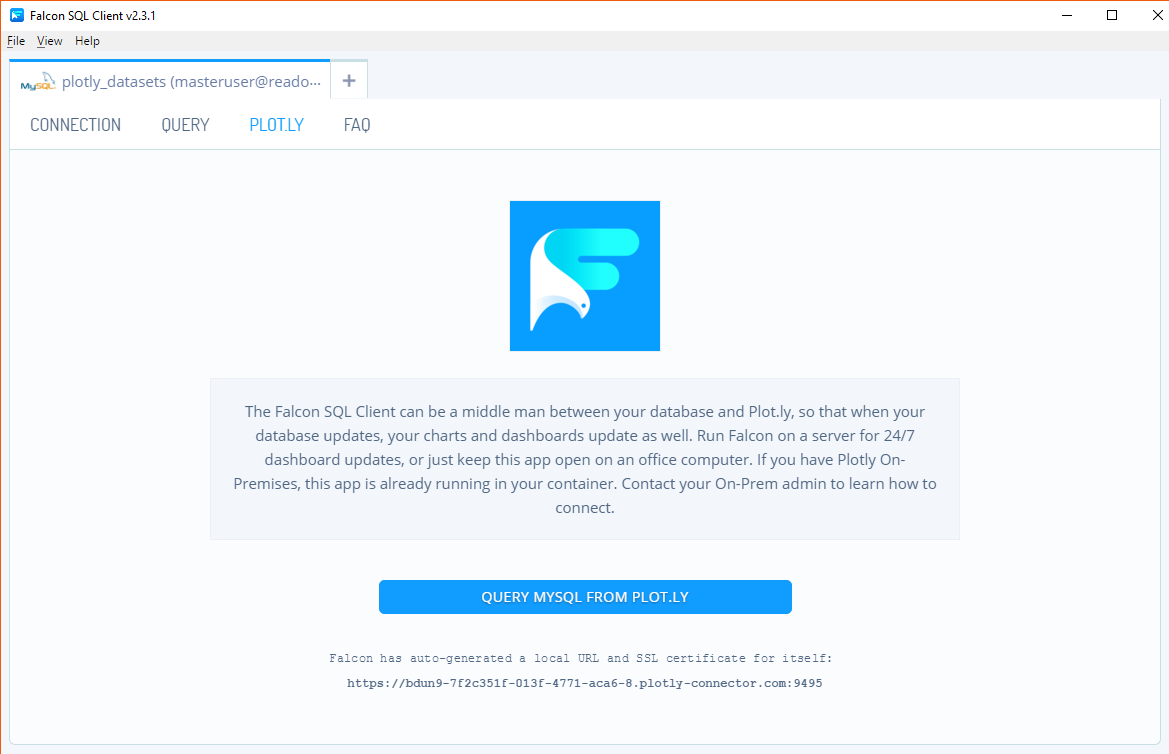 Falcon SQL Client v2.3.1
File View Help
MySQL plotly_datasets (masteruser@reado...
+
CONNECTION QUERY PLOT.LY FAQ
The Falcon SQL Client can be a middle man between your database and Plot.ly, so that when your
database updates, your charts and dashboards update as well. Run Falcon on a server for 24/7
dashboard updates, or just keep this app open on an office computer. If you have Plotly On-
Premises, this app is already running in your container. Contact your On-Prem admin to learn how to
connect.
QUERY MYSQL FROM PLOT.LY
Falcon has auto-generated a local URL and SSL certificate for itself:
https://bdun9-7f2c351f-013f-4771-aca6-8.plotly-connector.com:9495